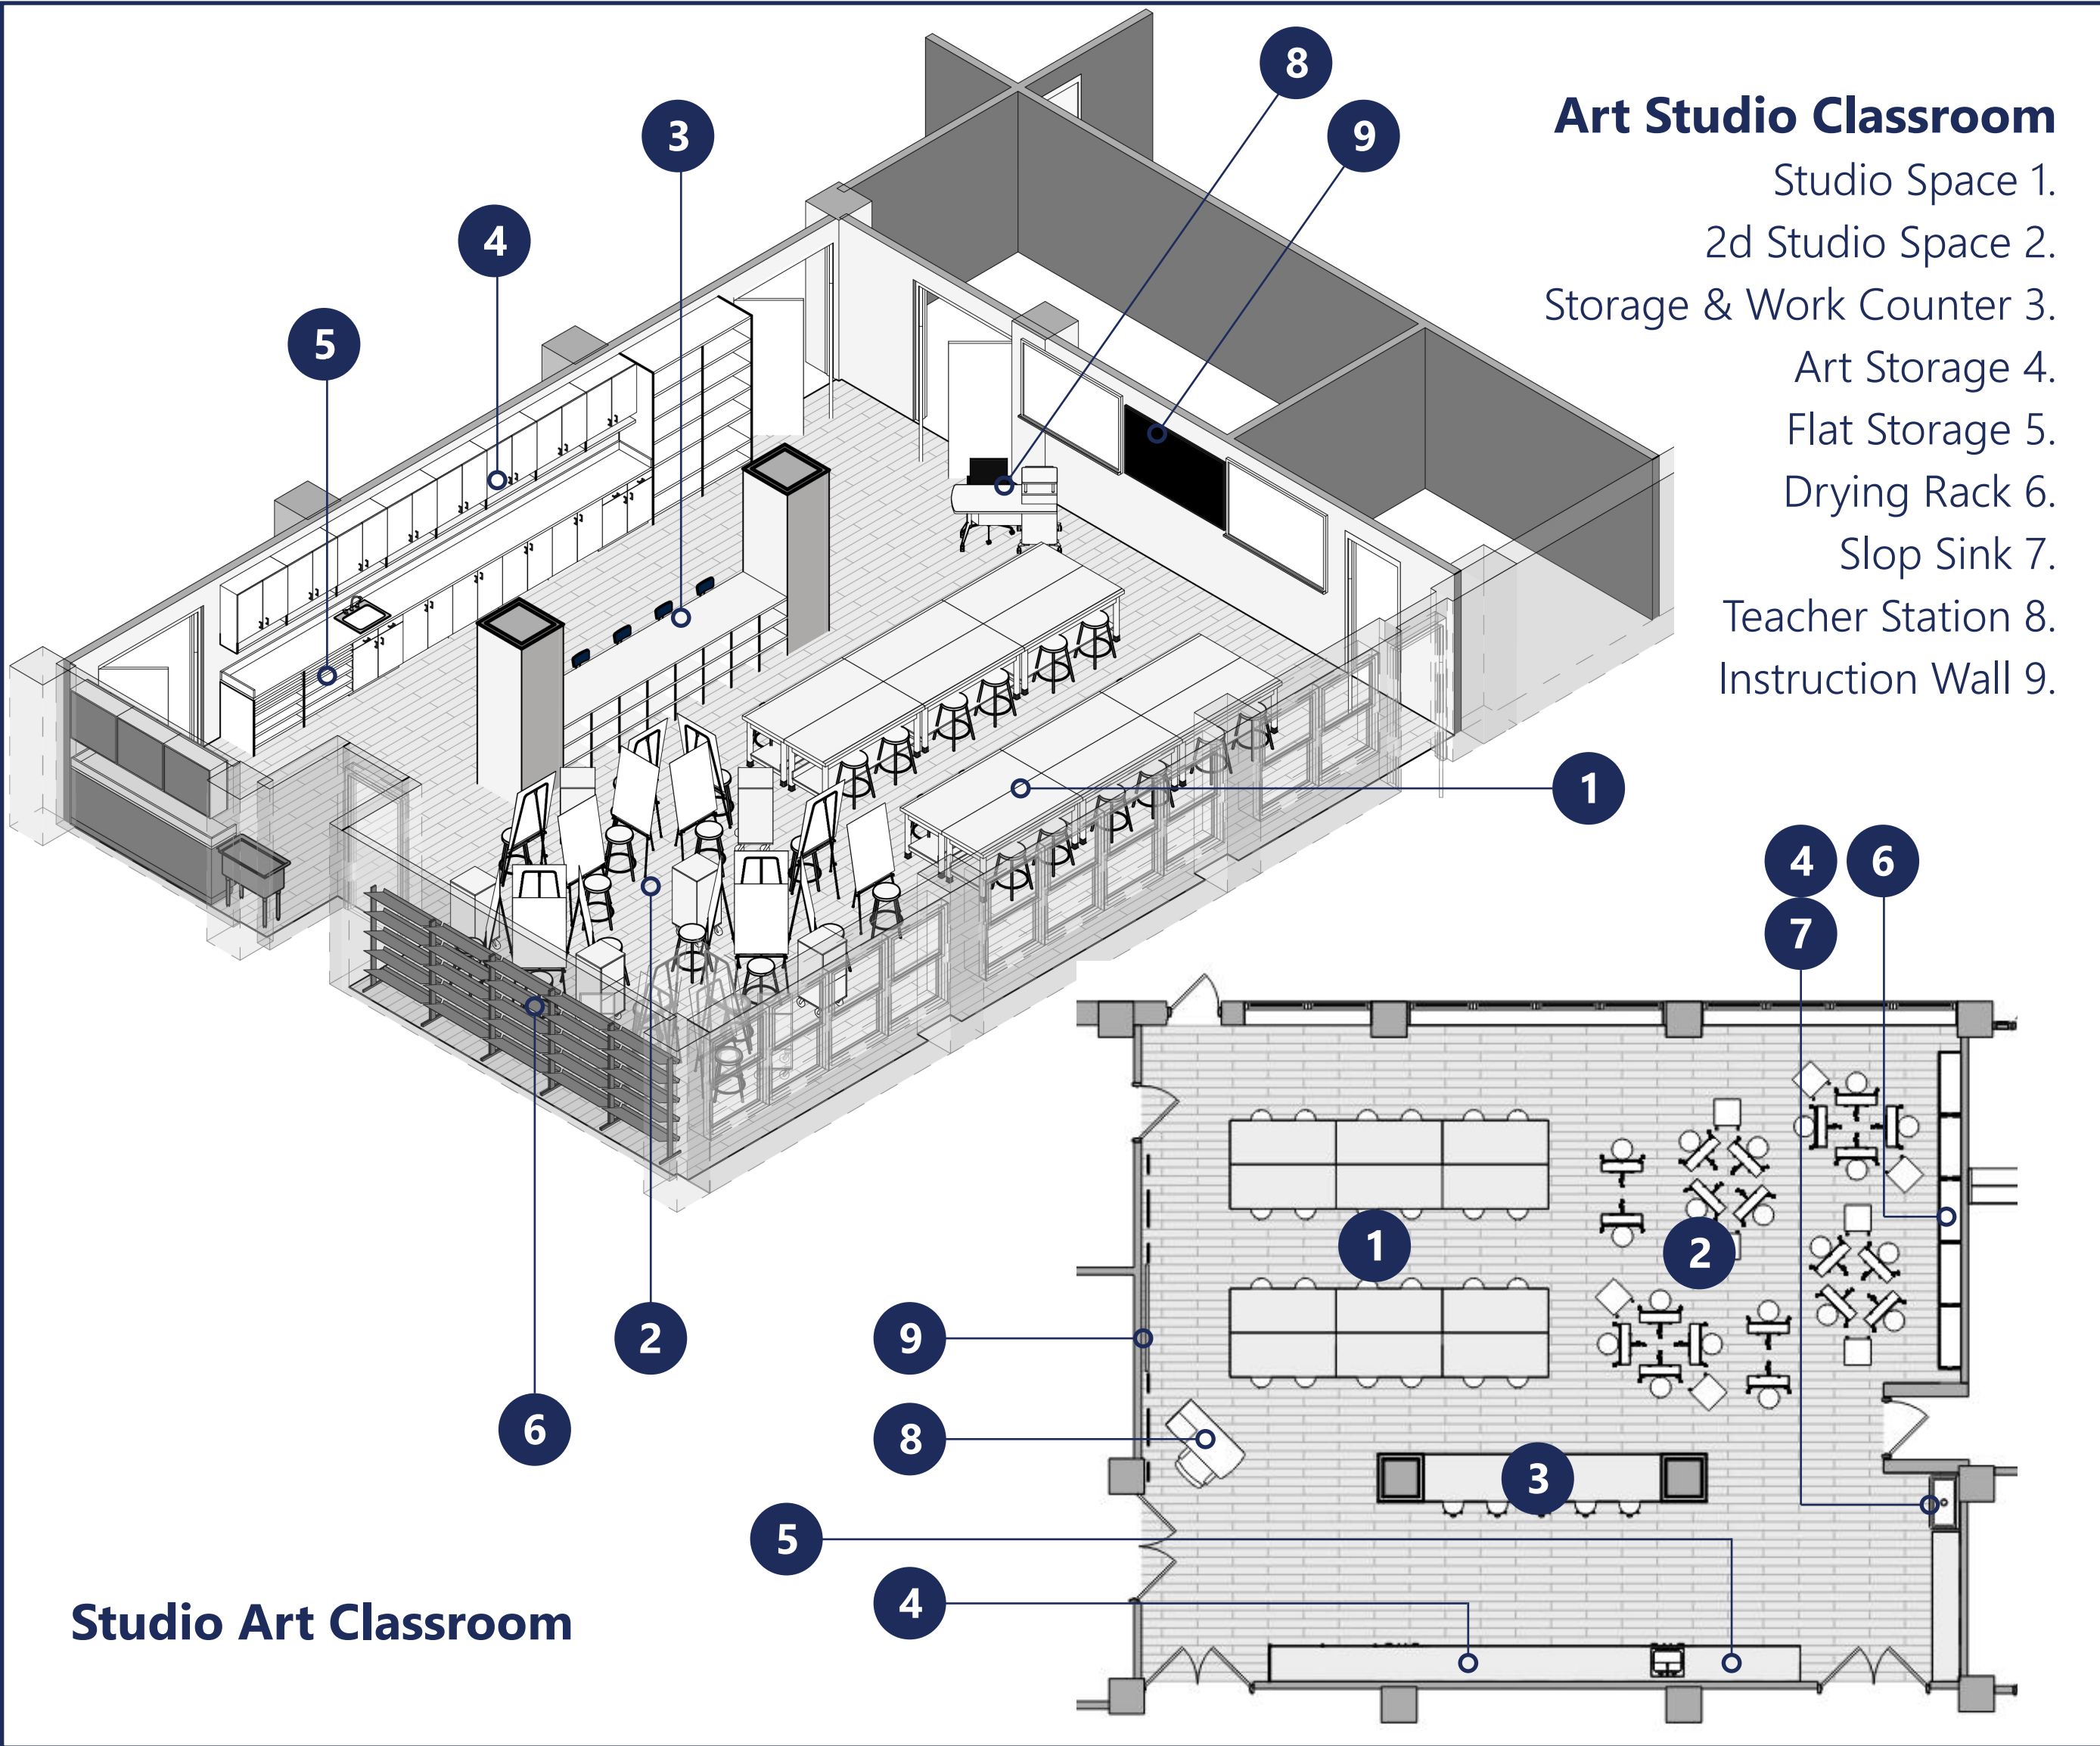 8
3
9
Art Studio Classroom
Studio Space 1.
4
2d Studio Space 2.
Storage & Work Counter 3.
5
Art Storage 4.
Flat Storage 5.
Drying Rack 6.
Slop Sink 7.
Teacher Station 8.
Instruction Wall 9.
1
4 6
7
1
2
2
9
6
8
3
5
4
Studio Art Classroom